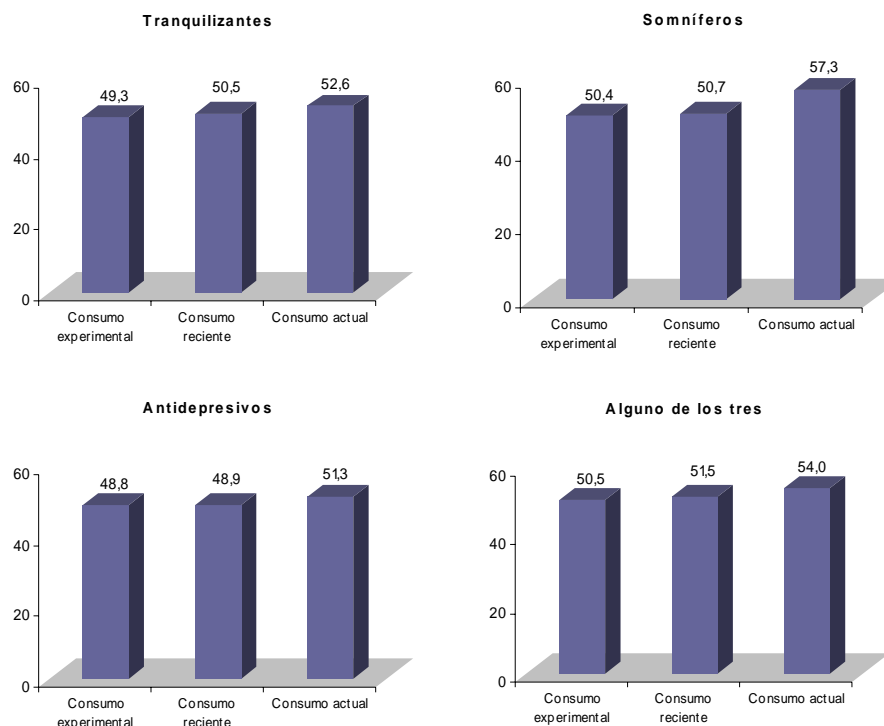 Tranquilizantes
60
40
20
0
49,3
50,5
52,6
Consumo
experimental
Consumo
reciente
Consumo actual
Somníferos
60
40
20
0
50,4
50,7
57,3
Consumo
experimental
Consumo
reciente
Consumo actual
Antidepresivos
60
40
20
0
48,8
48,9
51,3
Consumo
experimental
Consumo
reciente
Consumo actual
Alguno de los tres
60
40
20
0
50,5
51,5
54,0
Consumo
experimental
Consumo
reciente
Consumo actual